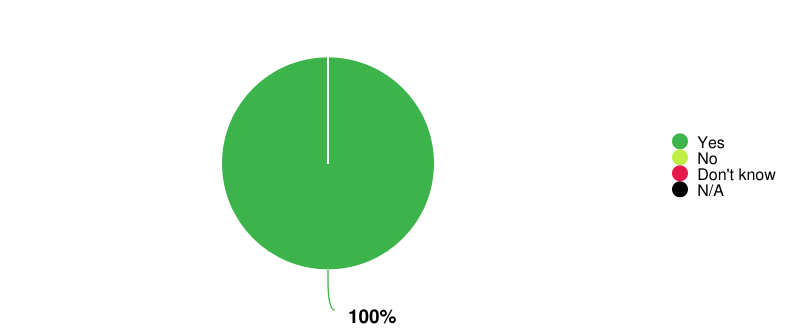 Yes
No
Don't know
N/A
100%